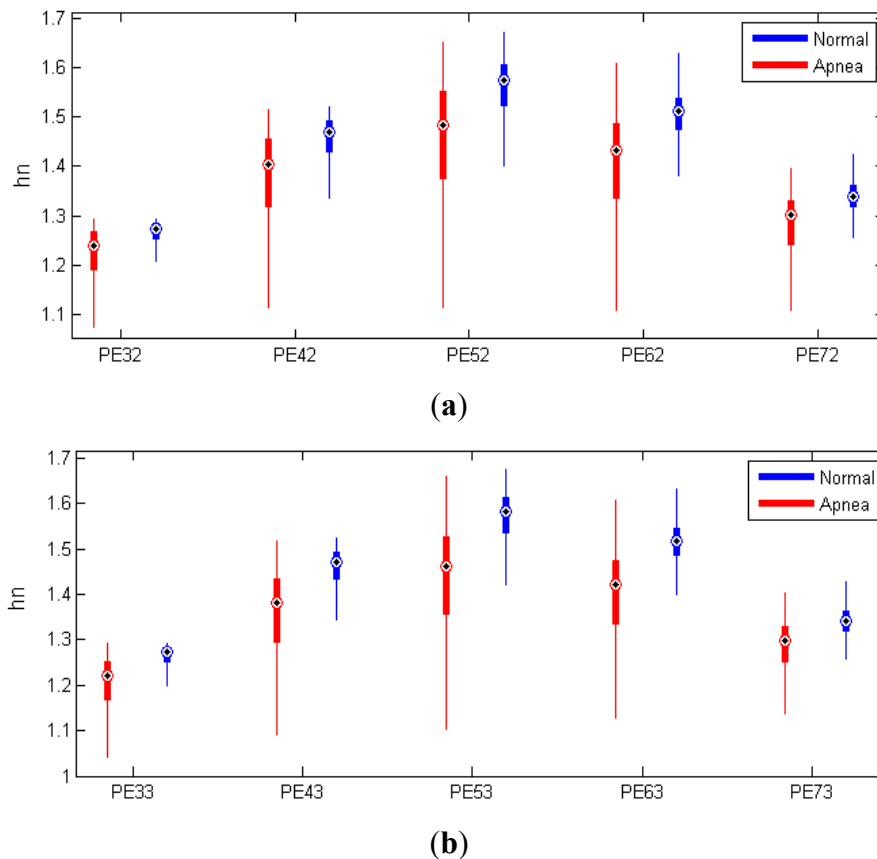 1.7
1.6
1.5
1.4
1.3
1.2
1.1
hn
Normal
Apnea
PE32 PE42 PE52 PE62 PE72
(a)
1.7
1.6
1.5
1.4
1.3
1.2
1.1
1
hn
Normal
Apnea
PE33 PE43 PE53 PE63 PE73
(b)